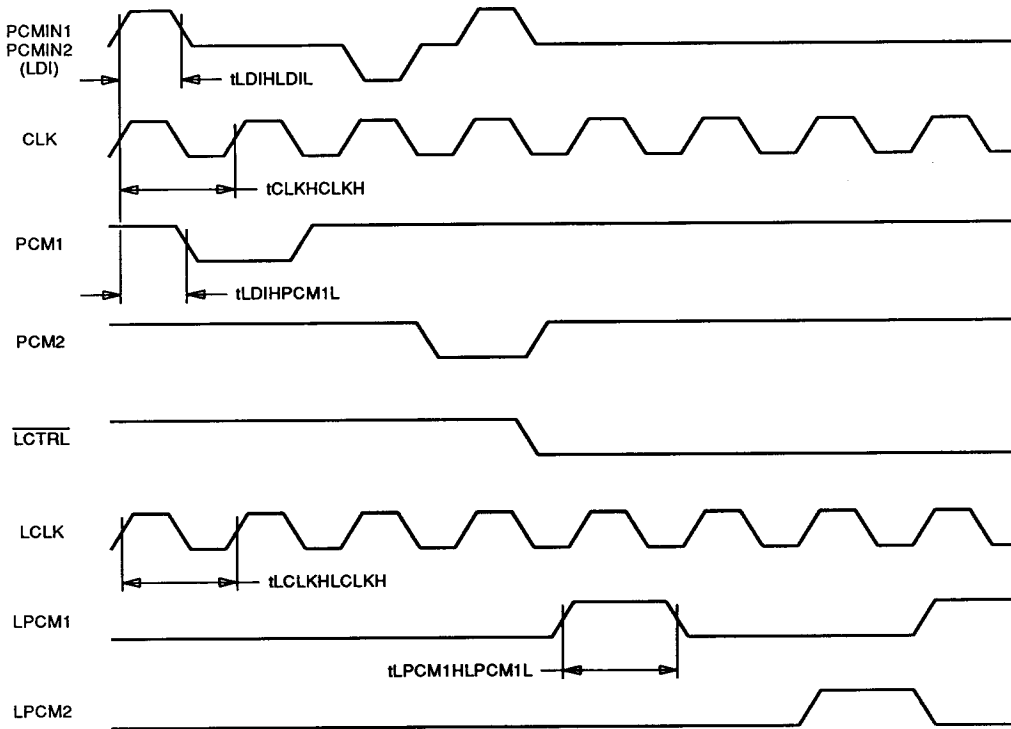 PCMIN1
PCMIN2
(LDI)
tLDIHLDIL
CLK
tCLKHCLKH
PCM1
tLDIHPCM1L
PCM2
LCTRL
LCLK
tLCLKHLCLKH
LPCM1
tLPCM1HLPCM1L
LPCM2